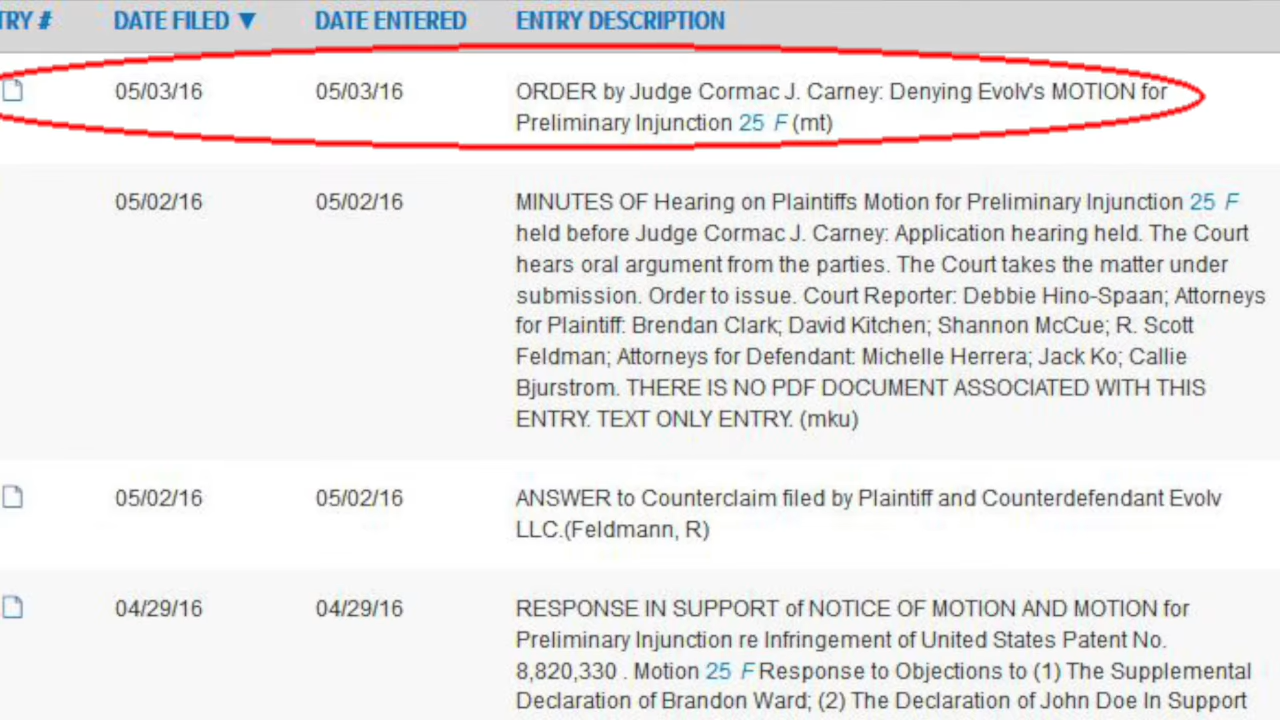 TRY # DATE FILED ▼ DATE ENTERED ENTRY DESCRIPTION
05/03/16 05/03/16 ORDER by Judge Cormac J. Carney: Denying Evolv's MOTION for
Preliminary Injunction 25 F (mt)
05/02/16 05/02/16 MINUTES OF Hearing on Plaintiffs Motion for Preliminary Injunction 25 F
held before Judge Cormac J. Carney: Application hearing held. The Court
hears oral argument from the parties. The Court takes the matter under
submission. Order to issue. Court Reporter: Debbie Hino-Spaan; Attorneys
for Plaintiff: Brendan Clark; David Kitchen; Shannon McCue; R. Scott
Feldman; Attorneys for Defendant: Michelle Herrera; Jack Ko; Callie
Bjurstrom. THERE IS NO PDF DOCUMENT ASSOCIATED WITH THIS
ENTRY. TEXT ONLY ENTRY. (mku)
05/02/16 05/02/16 ANSWER to Counterclaim filed by Plaintiff and Counterdefendant Evolv
LLC.(Feldmann, R)
04/29/16 04/29/16 RESPONSE IN SUPPORT of NOTICE OF MOTION AND MOTION for
Preliminary Injunction re Infringement of United States Patent No.
8,820,330 . Motion 25 F Response to Objections to (1) The Supplemental
Declaration of Brandon Ward; (2) The Declaration of John Doe In Support